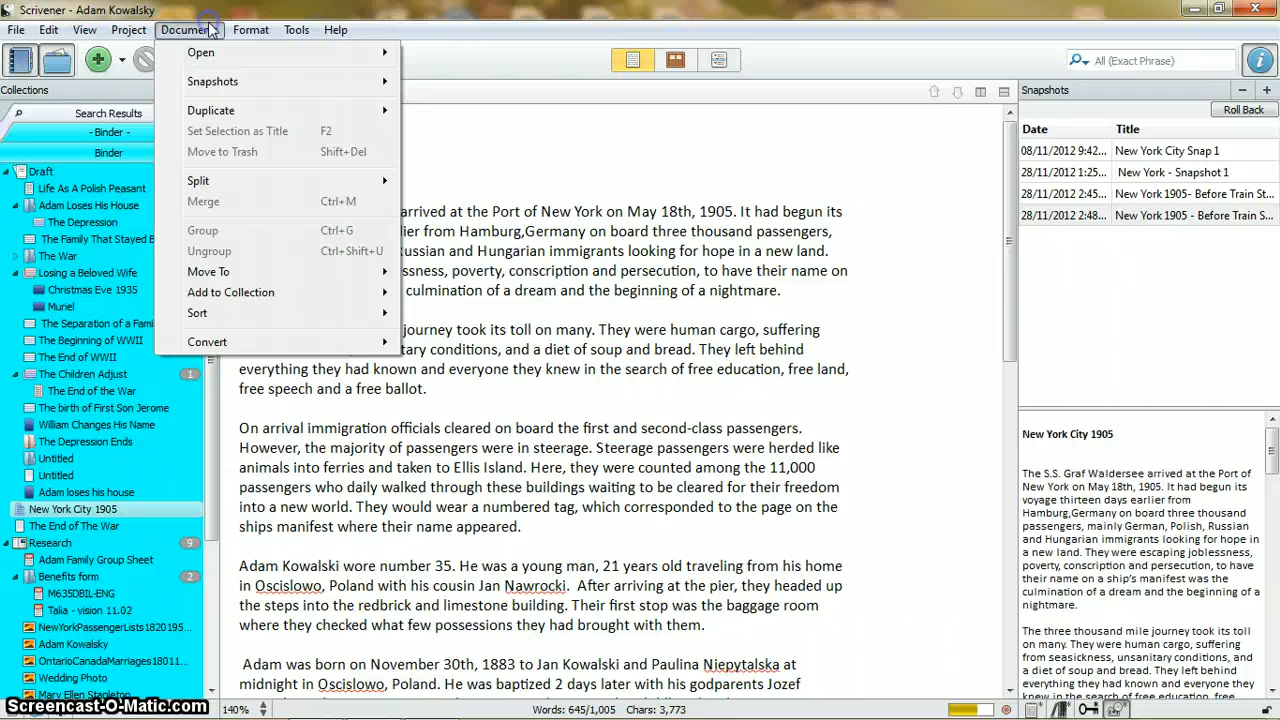 Scrivener - Adam Kowalsky
File Edit View Project Document Format Tools Help
All (Exact Phrase)
Collections
Search Results
- Binder -
Binder
Draft
Life As A Polish Peasant
Adam Loses His House
The Depression
The Family That Stayed B
The War
Losing a Beloved Wife
Christmas Eve 1935
Muriel
The Separation of a Fami
The Beginning of WWII
The End of WWII
The Children Adjust 1
The End of the War
The birth of First Son Jerome
William Changes His Name
The Depression Ends
Untitled
Untitled
Adam loses his house
New York City 1905
The End of The War
Research 9
Adam Family Group Sheet
Benefits form 2
M635DBIL-ENG
Talia - vision 11.02
NewYorkPassengerLists1820195...
Adam Kowalsky
OntarioCanadaMarriages18011...
Wedding Photo
Mary Ellen Stapleton
Open
Snapshots
Duplicate
Set Selection as Title F2
Move to Trash Shift+Del
Split
Merge Ctrl+M
Group Ctrl+G
Ungroup Ctrl+Shift+U
Move To
Add to Collection
Sort
Convert
arrived at the Port of New York on May 18th, 1905. It had begun its
lier from Hamburg,Germany on board three thousand passengers,
Russian and Hungarian immigrants looking for hope in a new land.
ssness, poverty, conscription and persecution, to have their name on
culmination of a dream and the beginning of a nightmare.
journey took its toll on many. They were human cargo, suffering
tary conditions, and a diet of soup and bread. They left behind
everything they had known and everyone they knew in the search of free education, free land,
free speech and a free ballot.
On arrival immigration officials cleared on board the first and second-class passengers.
However, the majority of passengers were in steerage. Steerage passengers were herded like
animals into ferries and taken to Ellis Island. Here, they were counted among the 11,000
passengers who daily walked through these buildings waiting to be cleared for their freedom
into a new world. They would wear a numbered tag, which corresponded to the page on the
ships manifest where their name appeared.
Adam Kowalski wore number 35. He was a young man, 21 years old traveling from his home
in Oscislowo, Poland with his cousin Jan Nawrocki. After arriving at the pier, they headed up
the steps into the redbrick and limestone building. Their first stop was the baggage room
where they checked what few posssssions they had brought with them.
Adam was born on November 30th, 1883 to Jan Kowalski and Paulina Niepytalska at
midnight in Oscislowo, Poland. He was baptized 2 days later with his godparents Jozef
140% Words: 645/1,005 Chars: 3,773
Snapshots
Roll Back
Date Title
08/11/2012 9:42... New York City Snap 1
28/11/2012 1:25... New York - Snapshot 1
28/11/2012 2:45... New York 1905- Before Train St...
28/11/2012 2:48... New York 1905 - Before Train S...
New York City 1905
The S.S. Graf Waldersee arrived at the Port of
New York on May 18th, 1905. It had begun its
voyage thirteen days earlier from
Hamburg,Germany on board three thousand
passengers, mainly German, Polish, Russian
and Hungarian immigrants looking for hope in
a new land. They were escaping joblessness,
poverty, conscription and persecution, to have
their name on a ship's manifest was the
culmination of a dream and the beginning of a
nightmare.
The three thousand mile journey took its toll
on many. They were human cargo, suffering
from seasickness, unsanitary conditions, and
a diet of soup and bread. They left behind
everything they had known and everyone they
knew in the search of free education, free
Screencast-O-Matic.com